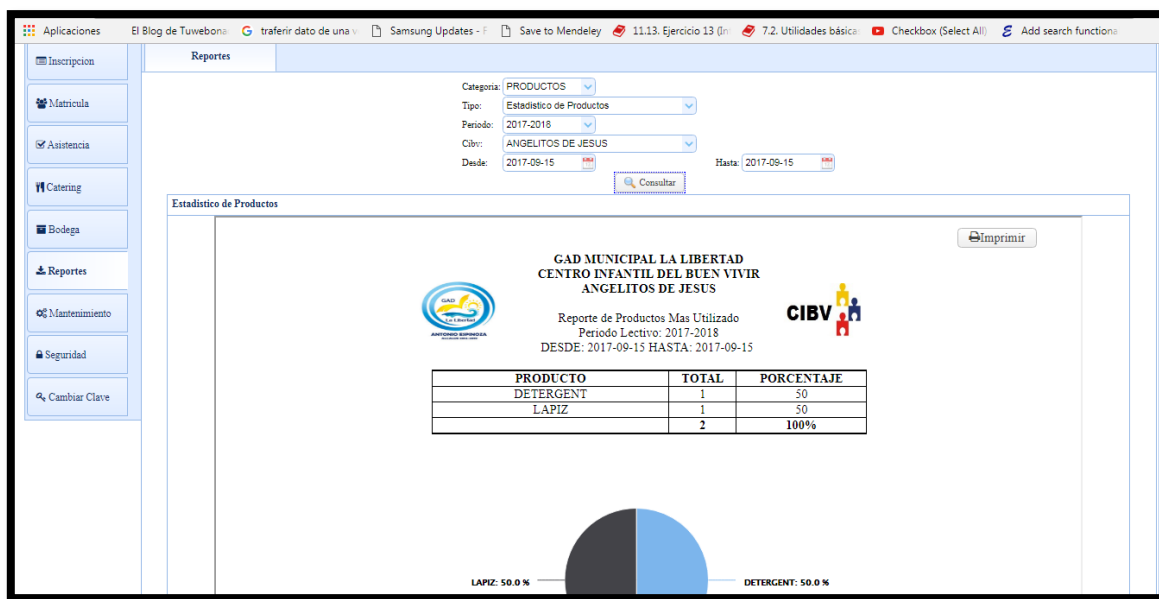 Aplicaciones El Blog de Tuwebona traferir dato de una v Samsung Updates - F Save to Mendeley 11.13. Ejercicio 13 (In 7.2. Utilidades básica Checkbox (Select All) Add search functiona
Inscripcion
Matricula
Asistencia
Catering
Bodega
Reportes
Mantenimiento
Seguridad
Cambiar Clave
Reportes
Categoria: PRODUCTOS
Tipo: Estadistico de Productos
Periodo: 2017-2018
Cibv: ANGELITOS DE JESUS
Desde: 2017-09-15 Hasta: 2017-09-15
Consultar
Estadistico de Productos
Imprimir
GAD MUNICIPAL LA LIBERTAD
CENTRO INFANTIL DEL BUEN VIVIR
ANGELITOS DE JESUS
GAD
La Libertad
ANTONIO ESPINOZA
CIBV
Reporte de Productos Mas Utilizado
Periodo Lectivo: 2017-2018
DESDE: 2017-09-15 HASTA: 2017-09-15
PRODUCTO TOTAL PORCENTAJE
DETERGENT 1 50
LAPIZ 1 50
2 100%
LAPIZ: 50.0 % DETERGENT: 50.0 %